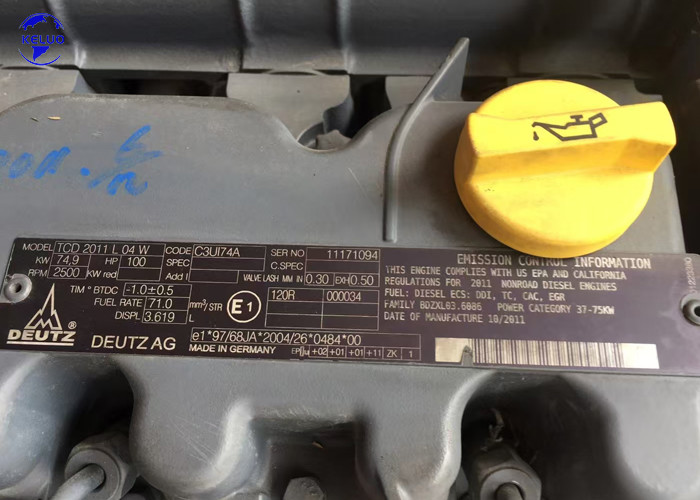 KELUO
MODEL TCD 2011 L 04 W CODE C3UI74A SER NO 11171094
KW 74,9 HP 100 SPEC C.SPEC
RPM 2500 KW red Add1 VALVE LASH MM IN 0.30 EXH 0.50
TIM ° BTDC -1.0±0.5 120R 000034
FUEL RATE 71.0 mm³/STR E1
DISPL 3.619 L
DEUTZ DEUTZ AG e1*97/68JA*2004/26*0484*00
MADE IN GERMANY EP +02 +01 +01 +11 ZK 1
EMISSION CONTROL INFORMATION
THIS ENGINE COMPLIES WITH US EPA AND CALIFORNIA
REGULATIONS FOR 2011 NONROAD DIESEL ENGINES
FUEL: DIESEL ECS: DDI, TC, CAC, EGR
FAMILY: BDZXL03.6086 POWER CATEGORY 37-75KW
DATE OF MANUFACTURE 10/2011